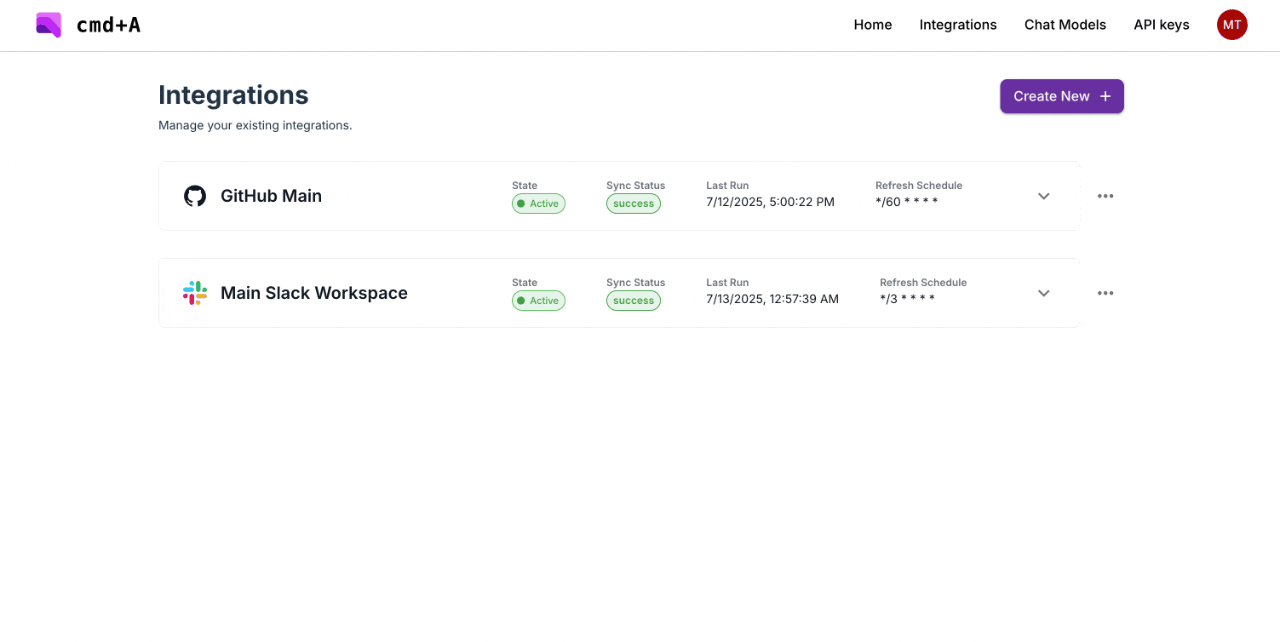 cmd+A
Home Integrations Chat Models API keys MT
Integrations
Create New +
Manage your existing integrations.
GitHub Main
State
Active
Sync Status
success
Last Run
7/12/2025, 5:00:22 PM
Refresh Schedule
*/60 * * * *
Main Slack Workspace
State
Active
Sync Status
success
Last Run
7/13/2025, 12:57:39 AM
Refresh Schedule
*/3 * * * *